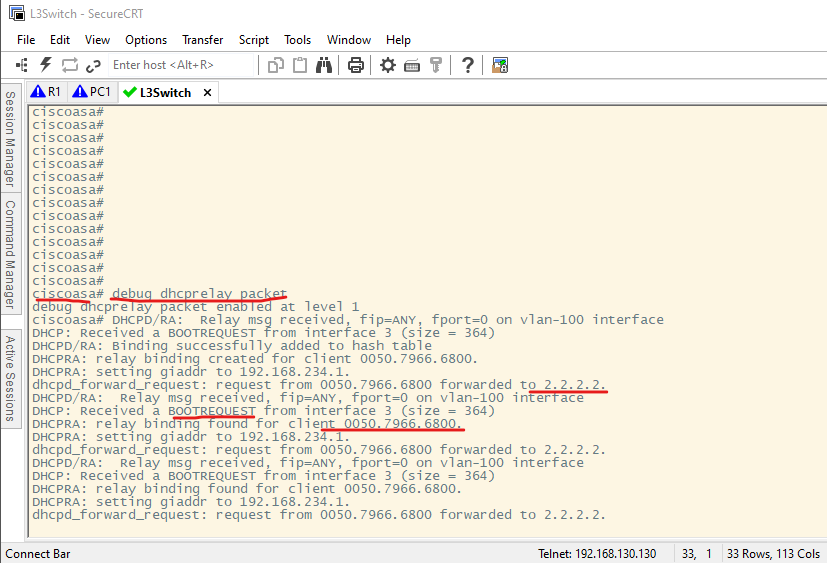 L3Switch - SecureCRT
File Edit View Options Transfer Script Tools Window Help
Enter host <Alt+R>
R1 PC1 L3Switch
Session Manager
Command Manager
Active Sessions
ciscoasa#
ciscoasa#
ciscoasa#
ciscoasa#
ciscoasa#
ciscoasa#
ciscoasa#
ciscoasa#
ciscoasa#
ciscoasa#
ciscoasa#
ciscoasa#
ciscoasa#
ciscoasa#
ciscoasa# debug dhcprelay packet
debug dhcprelay packet enabled at level 1
ciscoasa# DHCPD/RA:  Relay msg received, fip=ANY, fport=0 on vlan-100 interface
DHCP: Received a BOOTREQUEST from interface 3 (size = 364)
DHCPD/RA: Binding successfully added to hash table
DHCPRA: relay binding created for client 0050.7966.6800.
DHCPRA: setting giaddr to 192.168.234.1.
dhcpd_forward_request: request from 0050.7966.6800 forwarded to 2.2.2.2.
DHCPD/RA:  Relay msg received, fip=ANY, fport=0 on vlan-100 interface
DHCP: Received a BOOTREQUEST from interface 3 (size = 364)
DHCPRA: relay binding found for client 0050.7966.6800.
DHCPRA: setting giaddr to 192.168.234.1.
dhcpd_forward_request: request from 0050.7966.6800 forwarded to 2.2.2.2.
DHCPD/RA:  Relay msg received, fip=ANY, fport=0 on vlan-100 interface
DHCP: Received a BOOTREQUEST from interface 3 (size = 364)
DHCPRA: relay binding found for client 0050.7966.6800.
DHCPRA: setting giaddr to 192.168.234.1.
dhcpd_forward_request: request from 0050.7966.6800 forwarded to 2.2.2.2.
Connect Bar Telnet: 192.168.130.130 33, 1 33 Rows, 113 Cols